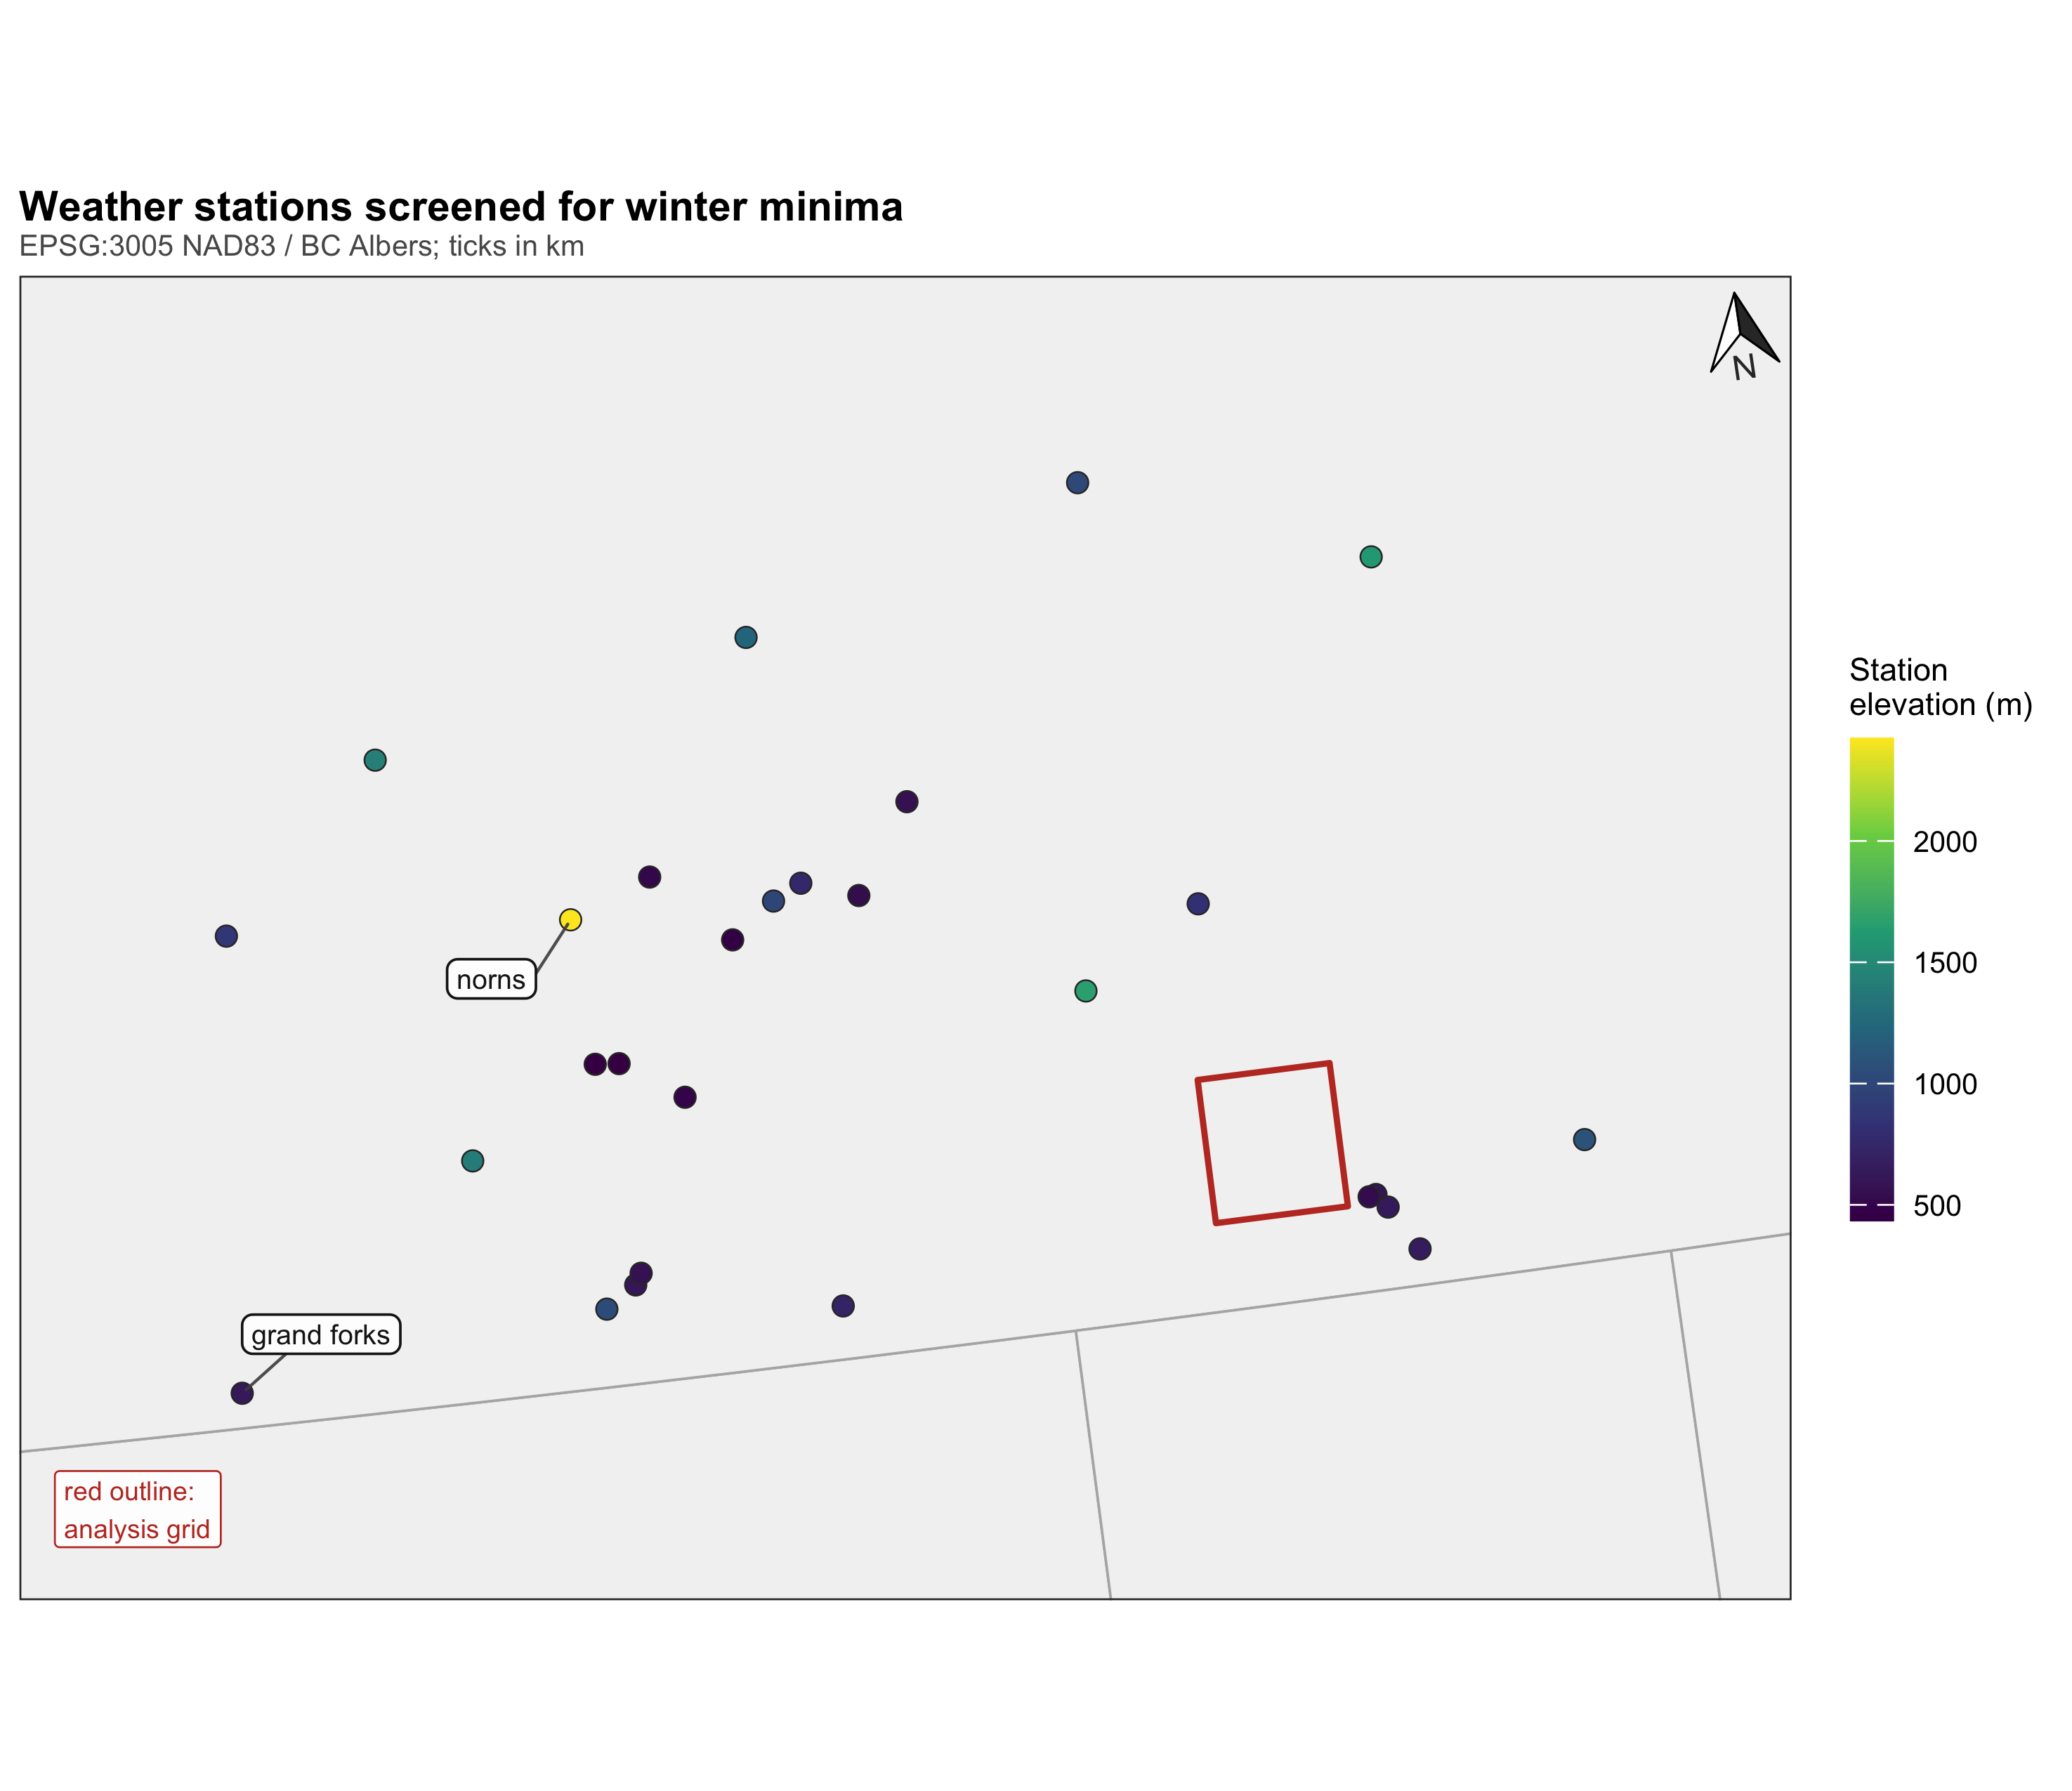 Weather stations screened for winter minima
EPSG:3005 NAD83 / BC Albers; ticks in km
N
Station
elevation (m)
2000
1500
1000
500
norns
grand forks
red outline:
analysis grid